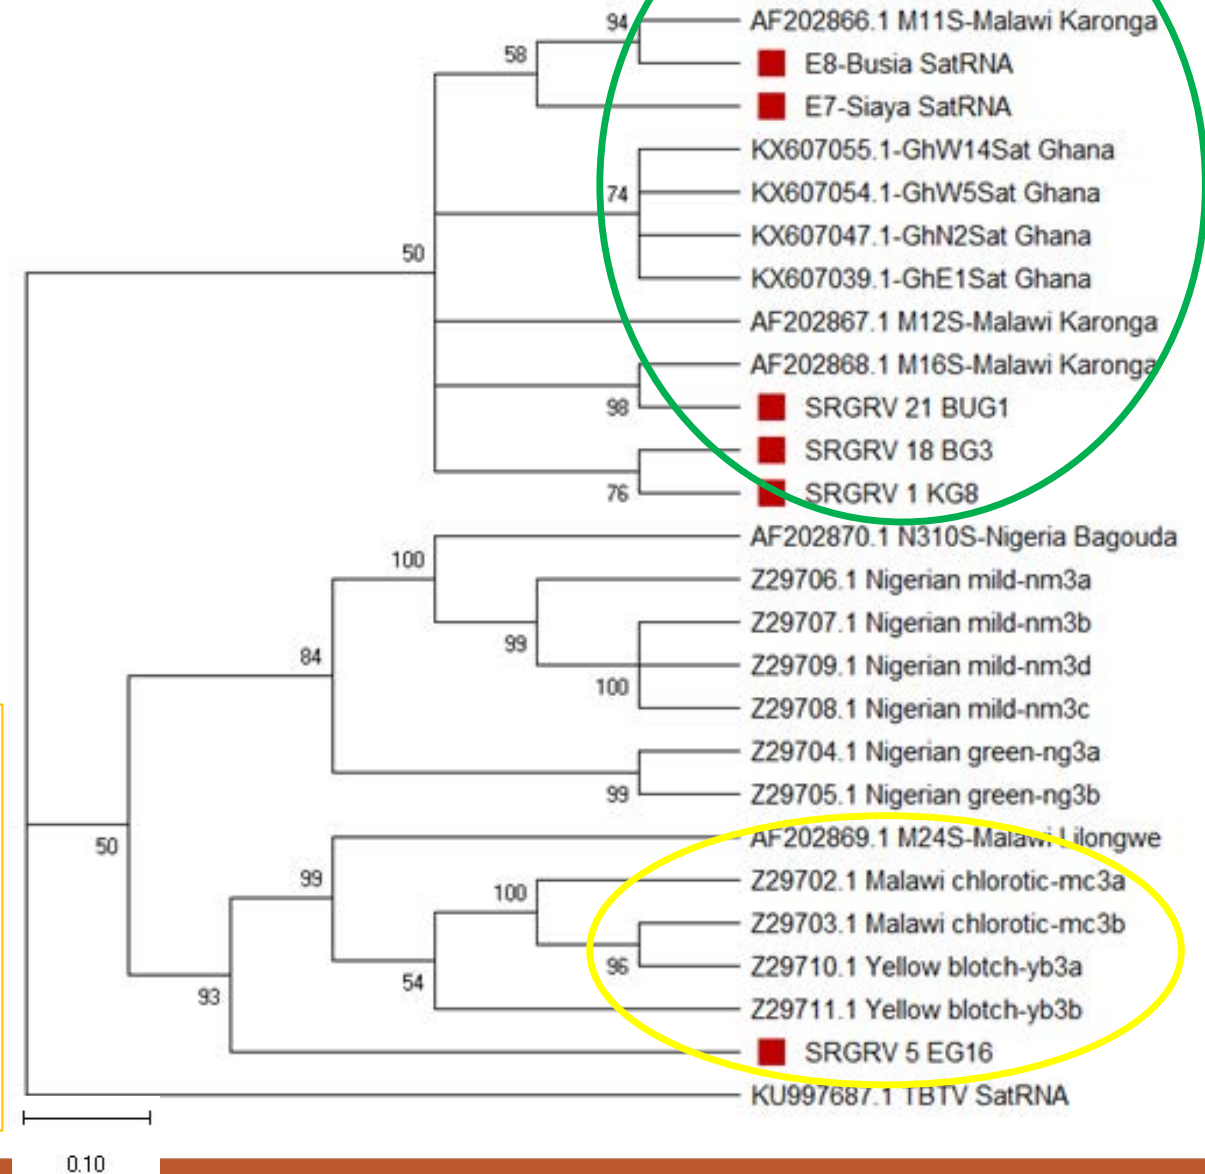 94
AF202866.1 M11S-Malawi Karonga
58
E8-Busia SatRNA
E7-Siaya SatRNA
KX607055.1-GhW14Sat Ghana
74
KX607054.1-GhW5Sat Ghana
KX607047.1-GhN2Sat Ghana
50
KX607039.1-GhE1Sat Ghana
AF202867.1 M12S-Malawi Karonga
AF202868.1 M16S-Malawi Karonga
98
SRGRV 21 BUG1
SRGRV 18 BG3
76
SRGRV 1 KG8
AF202870.1 N310S-Nigeria Bagouda
100
Z29706.1 Nigerian mild-nm3a
Z29707.1 Nigerian mild-nm3b
99
84
Z29709.1 Nigerian mild-nm3d
100
Z29708.1 Nigerian mild-nm3c
Z29704.1 Nigerian green-ng3a
99
Z29705.1 Nigerian green-ng3b
50
AF202869.1 M24S-Malawi Lilongwe
99
Z29702.1 Malawi chlorotic-mc3a
100
Z29703.1 Malawi chlorotic-mc3b
96
Z29710.1 Yellow blotch-yb3a
54
93
Z29711.1 Yellow blotch-yb3b
SRGRV 5 EG16
KU997687.1 TBTV SatRNA
0.10